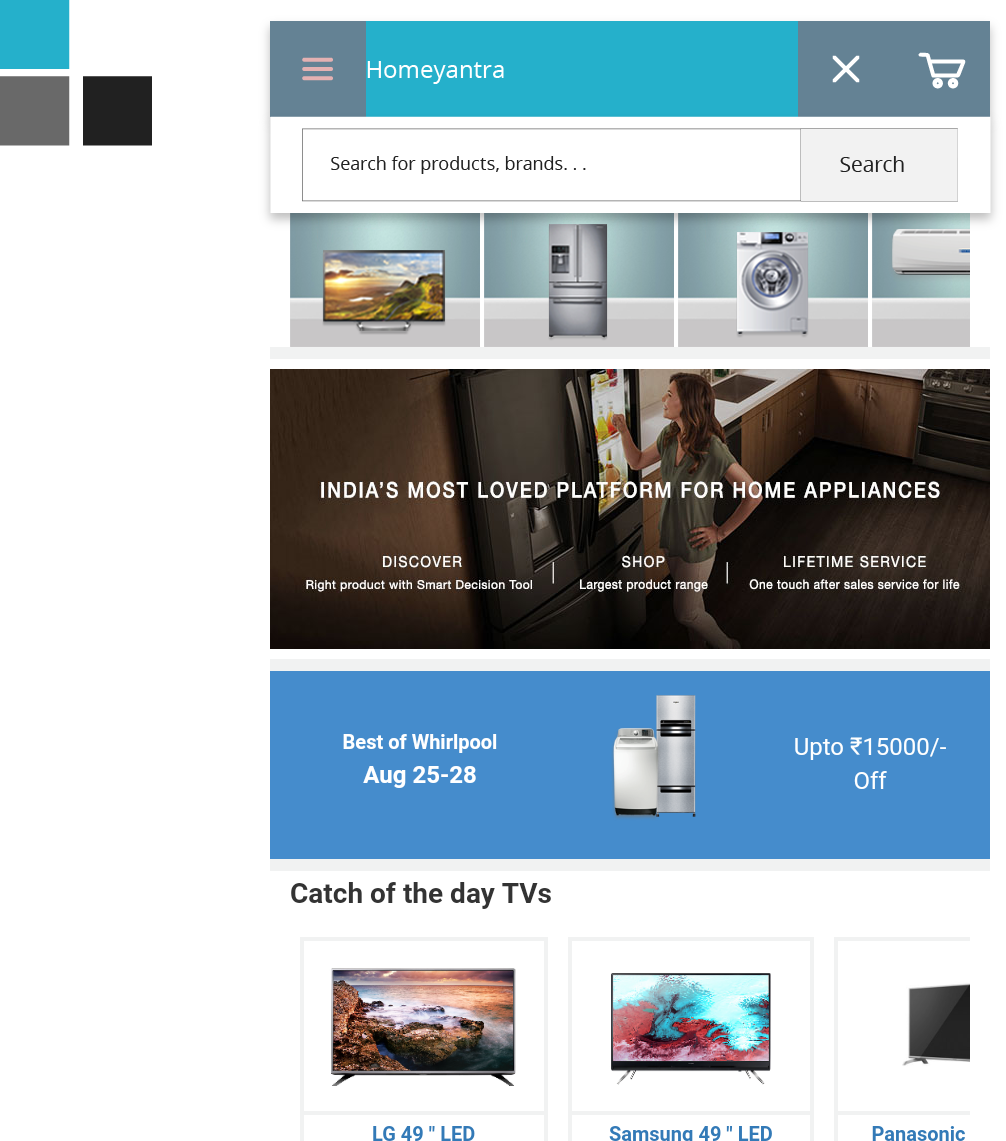 Homeyantra
Search for products, brands. . .
Search
INDIA'S MOST LOVED PLATFORM FOR HOME APPLIANCES
DISCOVER
Right product with Smart Decision Tool
SHOP
Largest product range
LIFETIME SERVICE
One touch after sales service for life
Best of Whirlpool
Aug 25-28
Upto ₹15000/-
Off
Catch of the day TVs
LG 49 " LED
Samsung 49 " LED
Panasonic